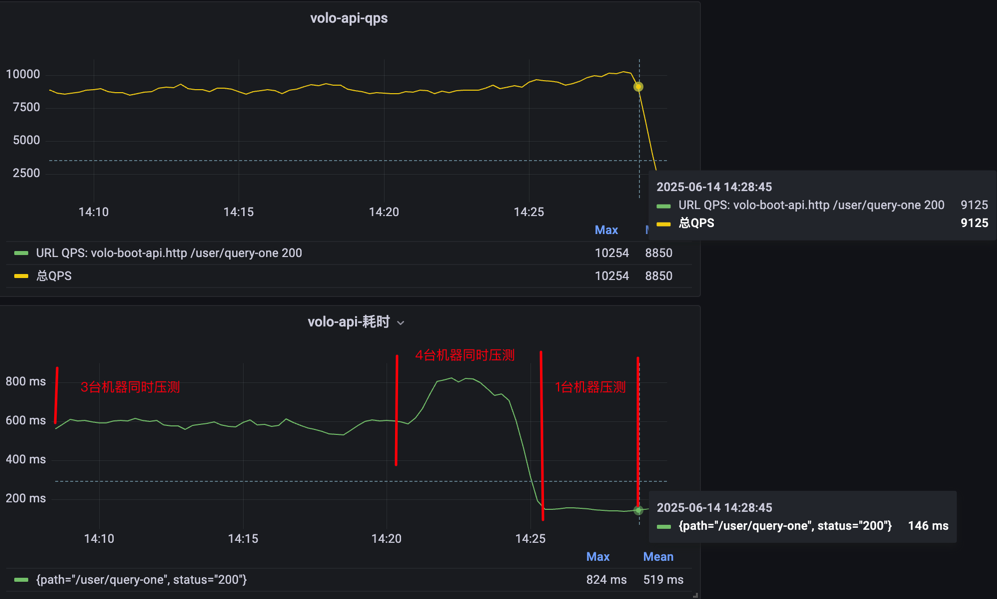 volo-api-qps
10000
7500
5000
2500
14:10 14:15 14:20 14:25
2025-06-14 14:28:45
URL QPS: volo-boot-api.http /user/query-one 200 9125
总QPS 9125
Max
URL QPS: volo-boot-api.http /user/query-one 200 10254 8850
总QPS 10254 8850
volo-api-耗时
3台机器同时压测
4台机器同时压测
1台机器压测
800 ms
600 ms
400 ms
200 ms
14:10 14:15 14:20 14:25
2025-06-14 14:28:45
{path="/user/query-one", status="200"} 146 ms
Max Mean
{path="/user/query-one", status="200"} 824 ms 519 ms